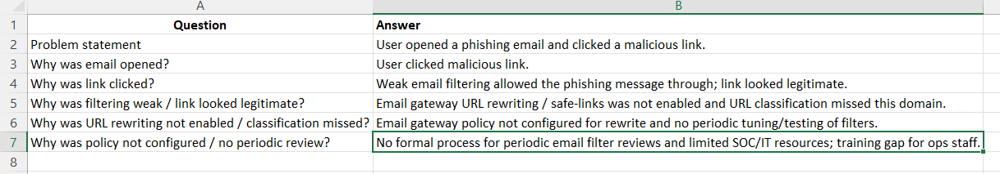 A B
1 Question Answer
2 Problem statement User opened a phishing email and clicked a malicious link.
3 Why was email opened? User clicked malicious link.
4 Why was link clicked? Weak email filtering allowed the phishing message through; link looked legitimate.
5 Why was filtering weak / link looked legitimate? Email gateway URL rewriting / safe-links was not enabled and URL classification missed this domain.
6 Why was URL rewriting not enabled / classification missed? Email gateway policy not configured for rewrite and no periodic tuning/testing of filters.
7 Why was policy not configured / no periodic review? No formal process for periodic email filter reviews and limited SOC/IT resources; training gap for ops staff.
8